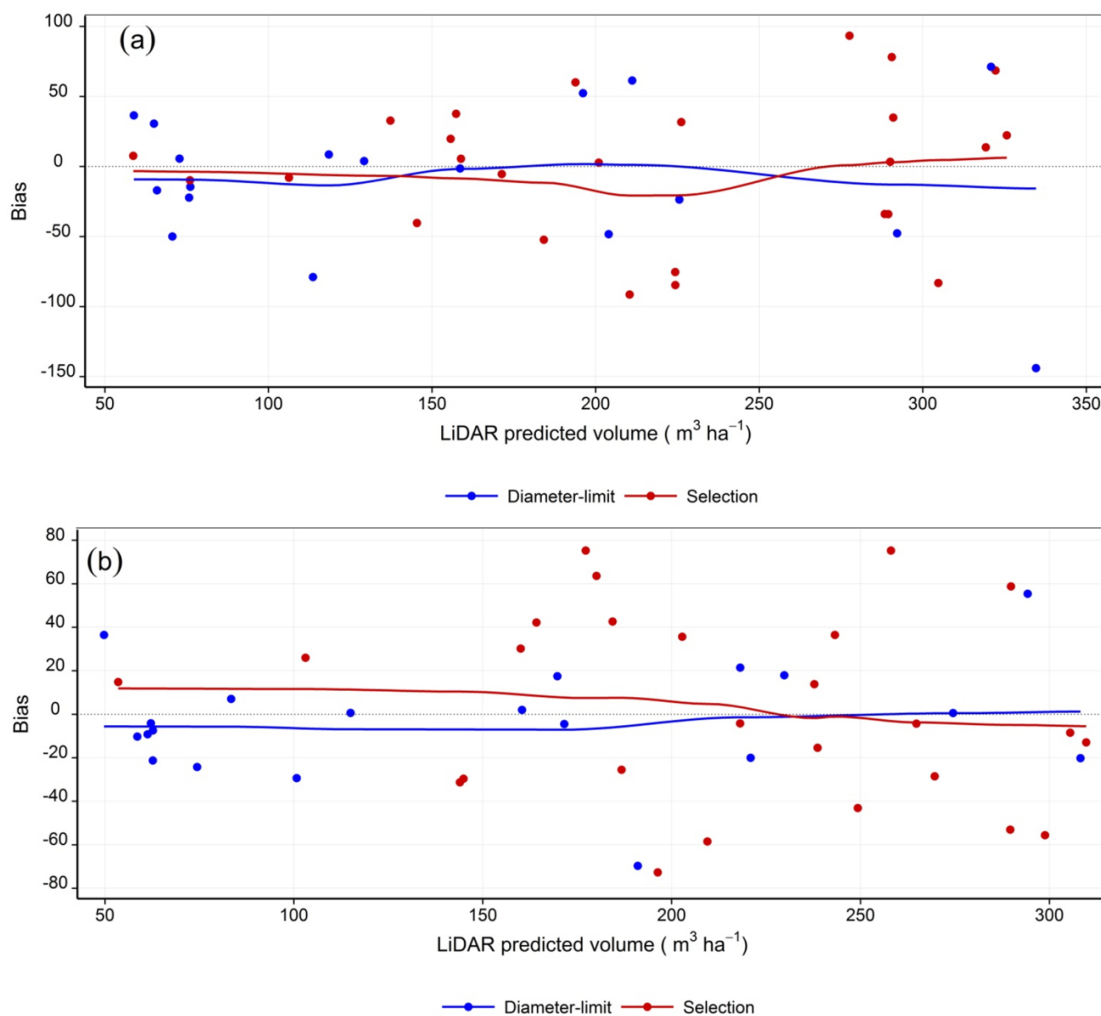 (a)
100
50
0
-50
-100
-150
Bias
50 100 150 200 250 300 350
LiDAR predicted volume ( m³ ha⁻¹)
Diameter-limit Selection
(b)
80
60
40
20
0
-20
-40
-60
-80
Bias
50 100 150 200 250 300
LiDAR predicted volume ( m³ ha⁻¹)
Diameter-limit Selection